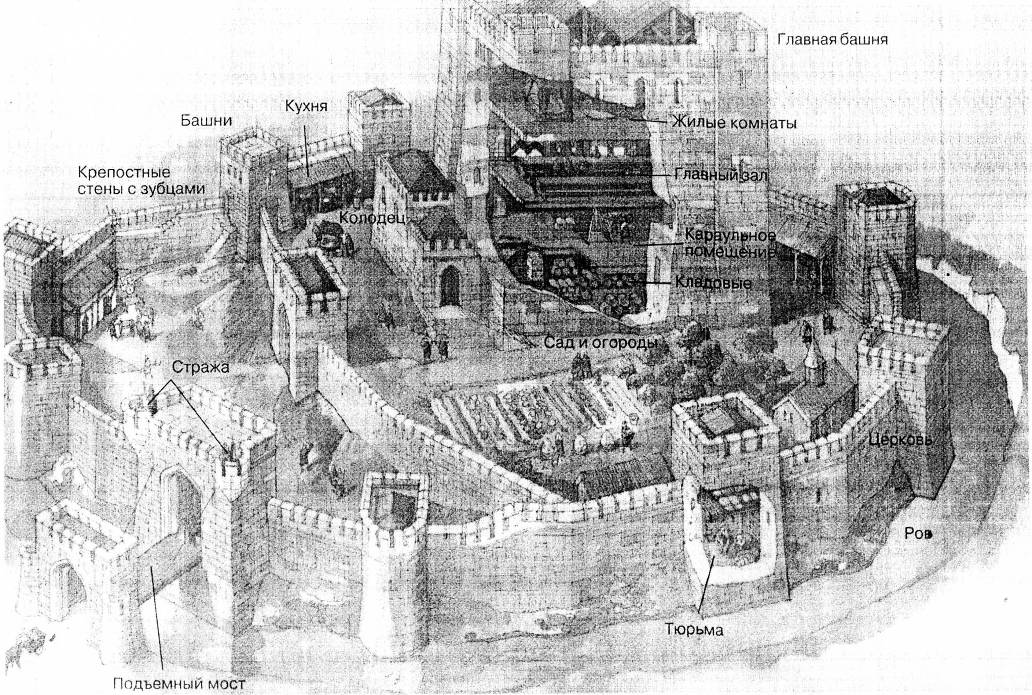 Главная башня
Кухня
Башни
Жилые комнаты
Крепостные
стены с зубцами
Главный зал
Колодец
Караульное
помещение
Кладовые
Сад и огороды
Стража
Церковь
Ров
Тюрьма
Подъемный мост